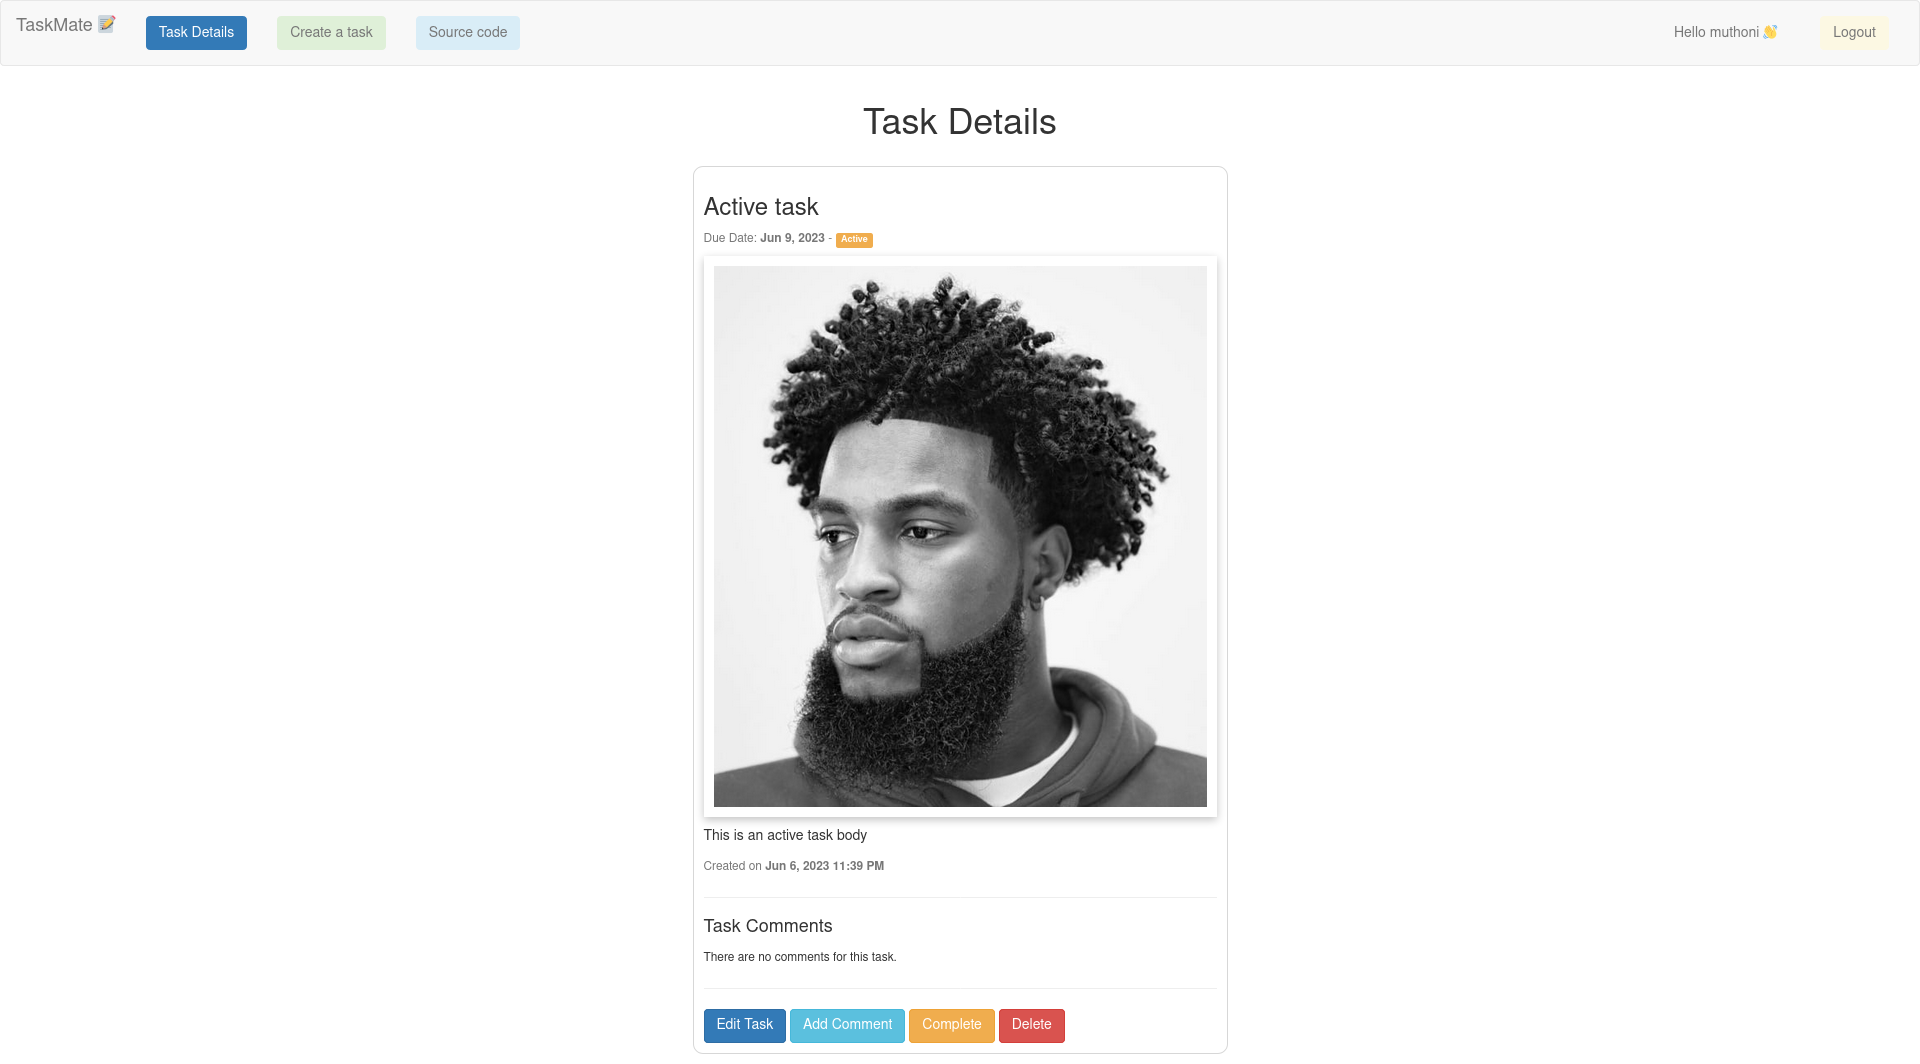 TaskMate 📝 Task Details Create a task Source code Hello muthoni 👋 Logout
Task Details
Active task
Due Date: Jun 9, 2023 - Active
This is an active task body
Created on Jun 6, 2023 11:39 PM
Task Comments
There are no comments for this task.
Edit Task Add Comment Complete Delete